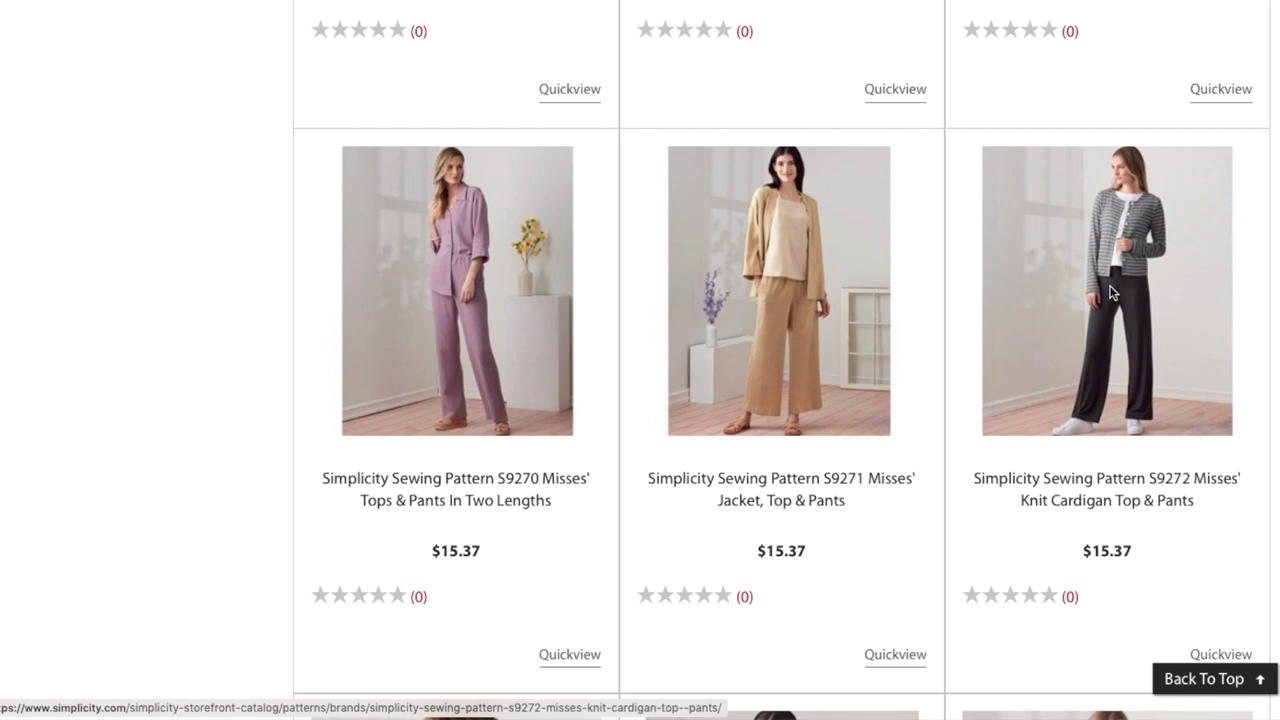 (0)
(0)
(0)
Quickview
Quickview
Quickview
Simplicity Sewing Pattern S9270 Misses'
Tops & Pants In Two Lengths
Simplicity Sewing Pattern S9271 Misses'
Jacket, Top & Pants
Simplicity Sewing Pattern S9272 Misses'
Knit Cardigan Top & Pants
$15.37
$15.37
$15.37
(0)
(0)
(0)
Quickview
Quickview
Quickview
Back To Top
ps://www.simplicity.com/simplicity-storefront-catalog/patterns/brands/simplicity-sewing-pattern-s9272-misses-knit-cardigan-top--pants/